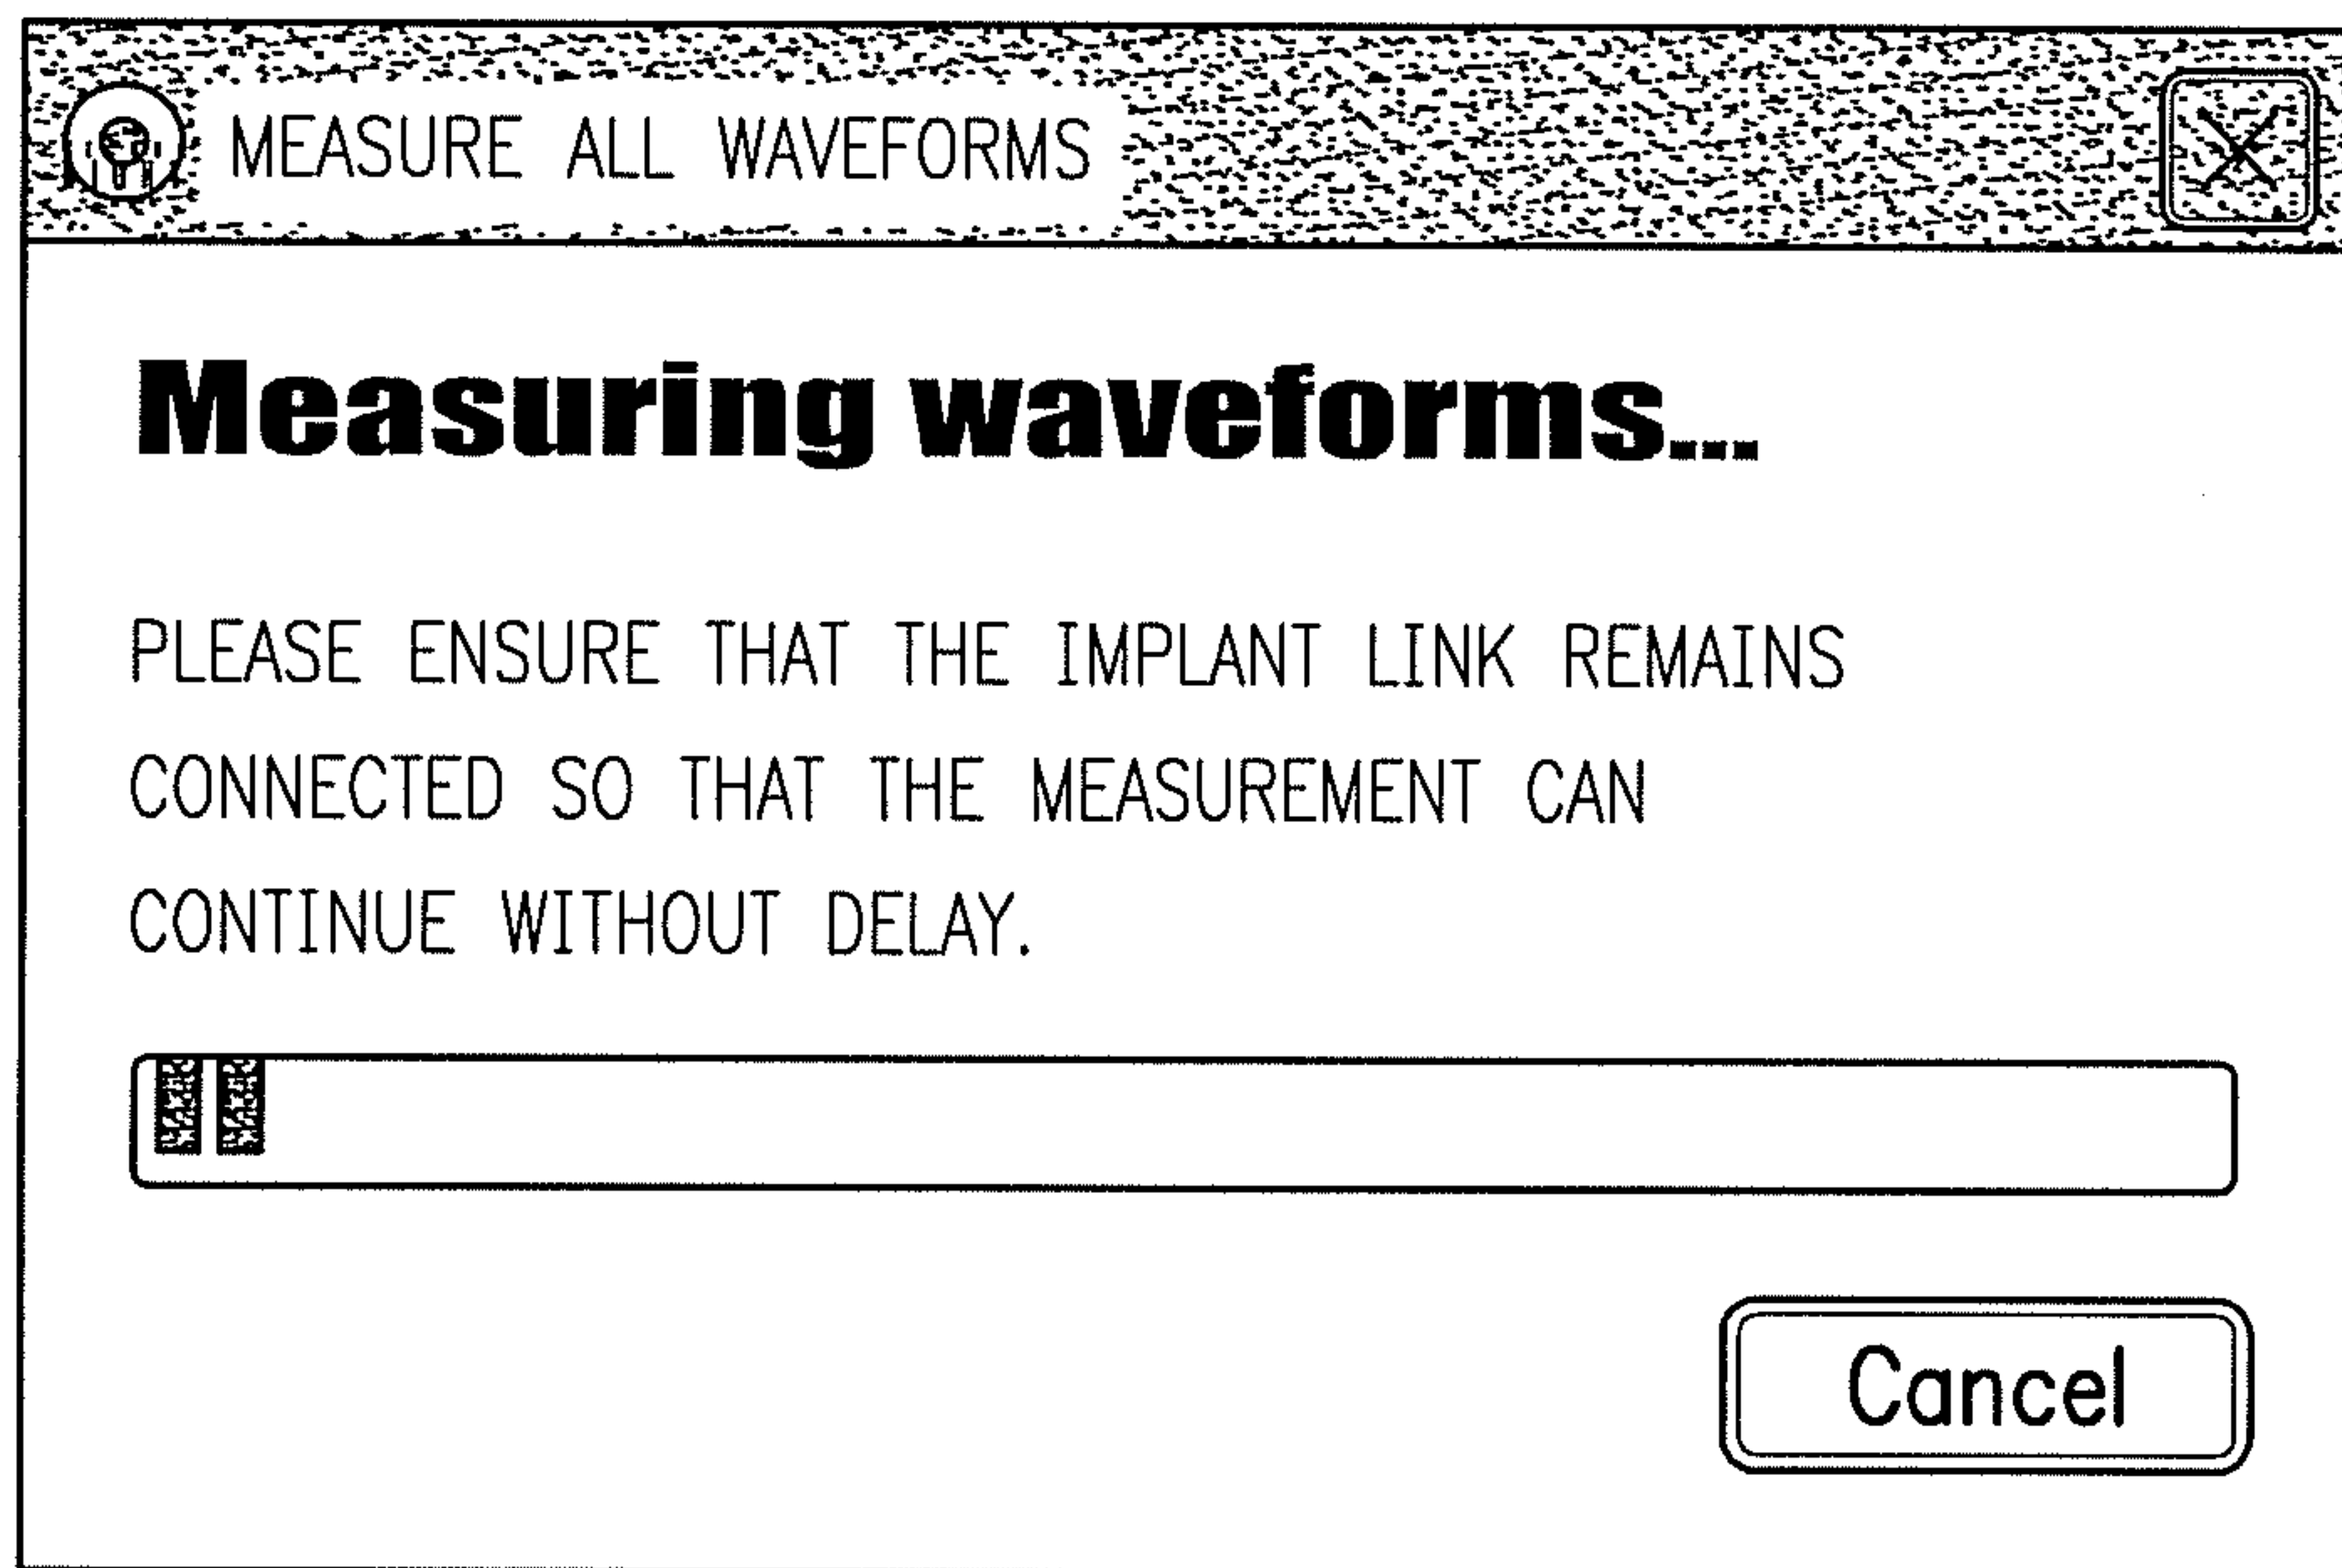 MEASURE ALL WAVEFORMS
Measuring waveforms...
PLEASE ENSURE THAT THE IMPLANT LINK REMAINS
CONNECTED SO THAT THE MEASUREMENT CAN
CONTINUE WITHOUT DELAY.
Cancel